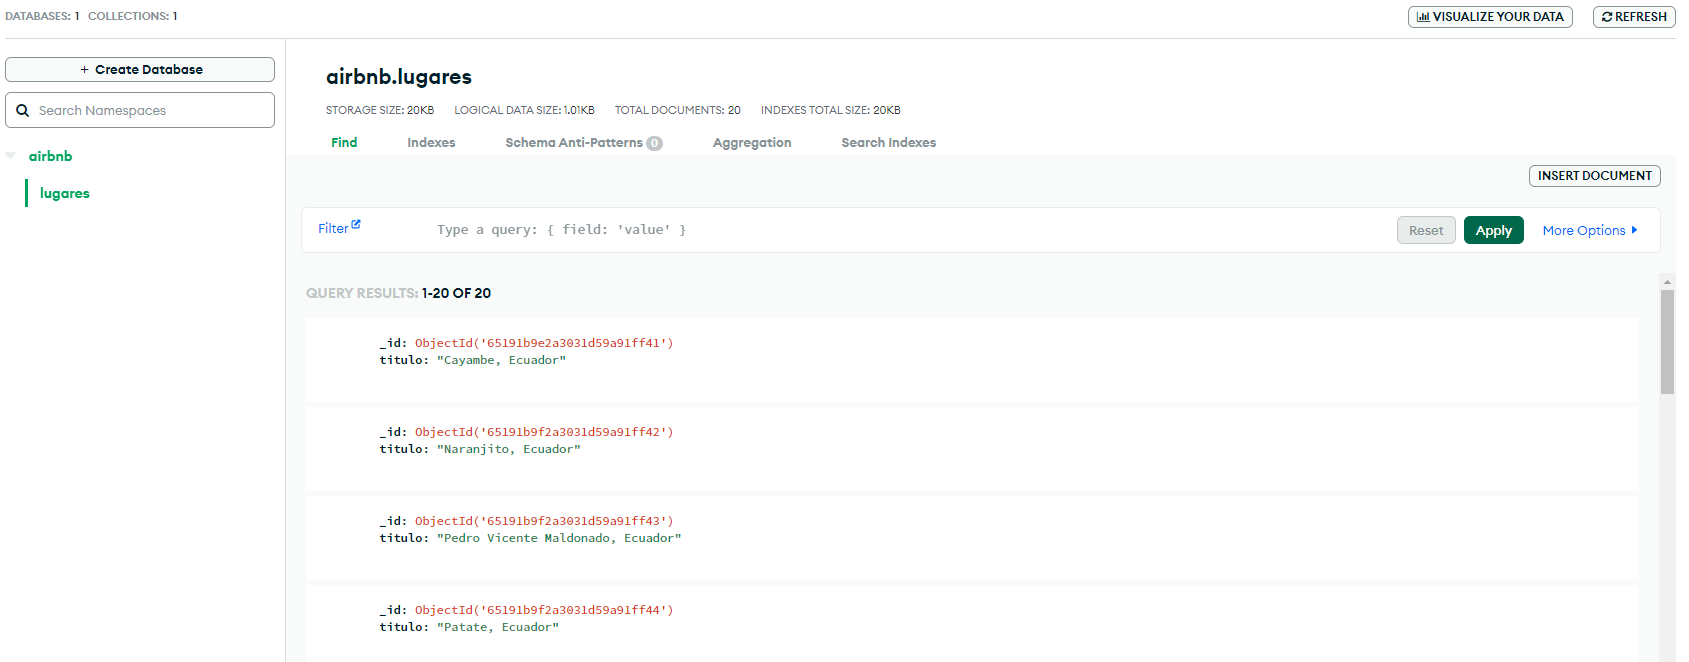 DATABASES: 1 COLLECTIONS: 1
VISUALIZE YOUR DATA
REFRESH
+ Create Database
Search Namespaces
airbnb
lugares
airbnb.lugares
STORAGE SIZE: 20KB LOGICAL DATA SIZE: 1.01KB TOTAL DOCUMENTS: 20 INDEXES TOTAL SIZE: 20KB
Find Indexes Schema Anti-Patterns 0 Aggregation Search Indexes
INSERT DOCUMENT
Filter Type a query: { field: 'value' } Reset Apply More Options
QUERY RESULTS: 1-20 OF 20
_id: ObjectId('65191b9e2a3031d59a91ff41')
titulo: "Cayambe, Ecuador"
_id: ObjectId('65191b9f2a3031d59a91ff42')
titulo: "Naranjito, Ecuador"
_id: ObjectId('65191b9f2a3031d59a91ff43')
titulo: "Pedro Vicente Maldonado, Ecuador"
_id: ObjectId('65191b9f2a3031d59a91ff44')
titulo: "Patate, Ecuador"